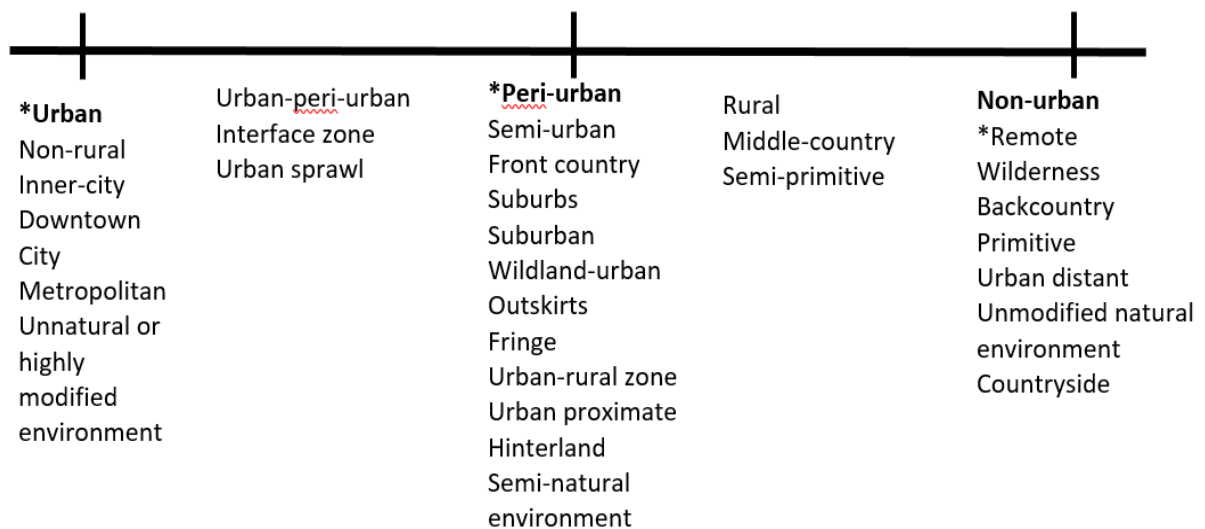 *Urban
Non-rural
Inner-city
Downtown
City
Metropolitan
Unnatural or
highly
modified
environment
Urban-peri-urban
Interface zone
Urban sprawl
*Peri-urban
Semi-urban
Front country
Suburbs
Suburban
Wildland-urban
Outskirts
Fringe
Urban-rural zone
Urban proximate
Hinterland
Semi-natural
environment
Rural
Middle-country
Semi-primitive
Non-urban
*Remote
Wilderness
Backcountry
Primitive
Urban distant
Unmodified natural
environment
Countryside